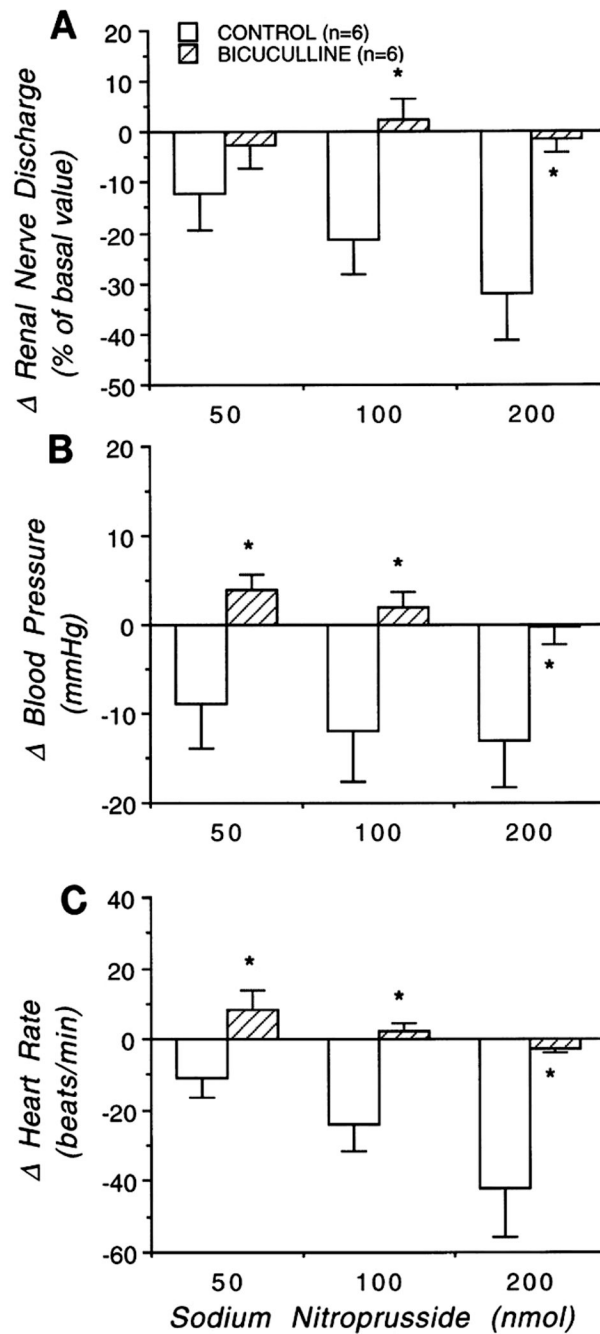 A
CONTROL (n=6)
BICUCULLINE (n=6)
Δ Renal Nerve Discharge
(% of basal value)
20
10
0
-10
-20
-30
-40
-50
*
*
50 100 200
B
Δ Blood Pressure
(mmHg)
20
10
0
-10
-20
*
*
*
50 100 200
C
Δ Heart Rate
(beats/min)
40
20
0
-20
-40
-60
*
*
*
50 100 200
Sodium Nitroprusside (nmol)